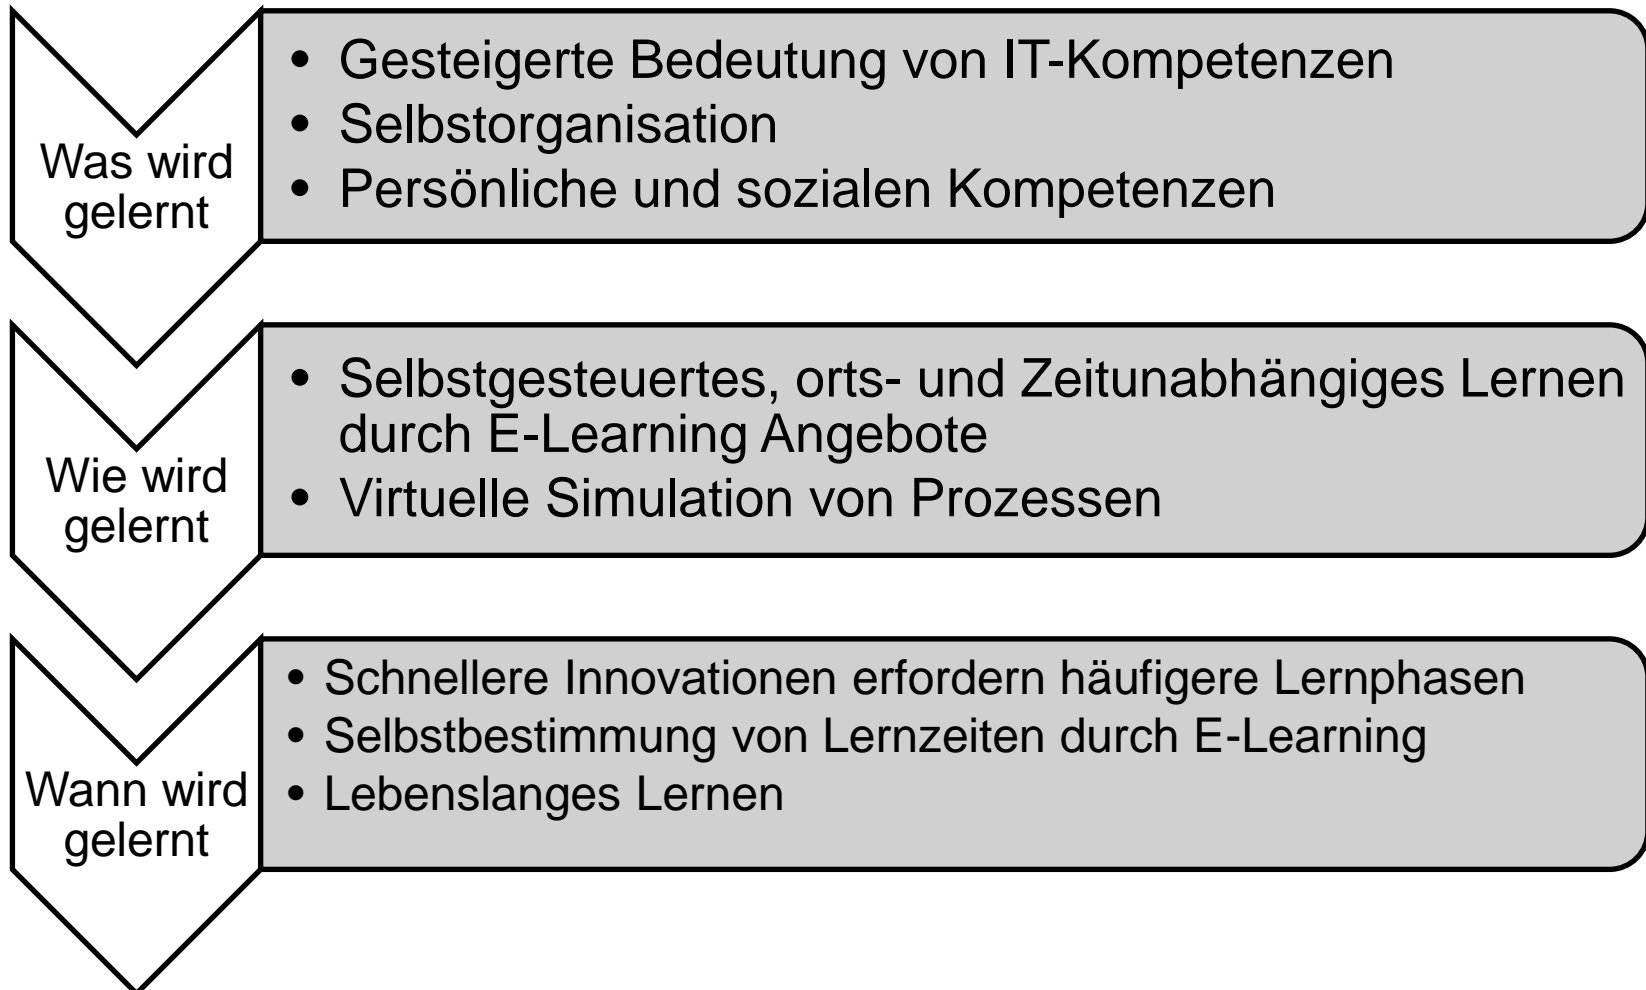 Was wird
gelernt
• Gesteigerte Bedeutung von IT-Kompetenzen
• Selbstorganisation
• Persönliche und sozialen Kompetenzen
Wie wird
gelernt
• Selbstgesteuertes, orts- und Zeitunabhängiges Lernen
durch E-Learning Angebote
• Virtuelle Simulation von Prozessen
Wann wird
gelernt
• Schnellere Innovationen erfordern häufigere Lernphasen
• Selbstbestimmung von Lernzeiten durch E-Learning
• Lebenslanges Lernen